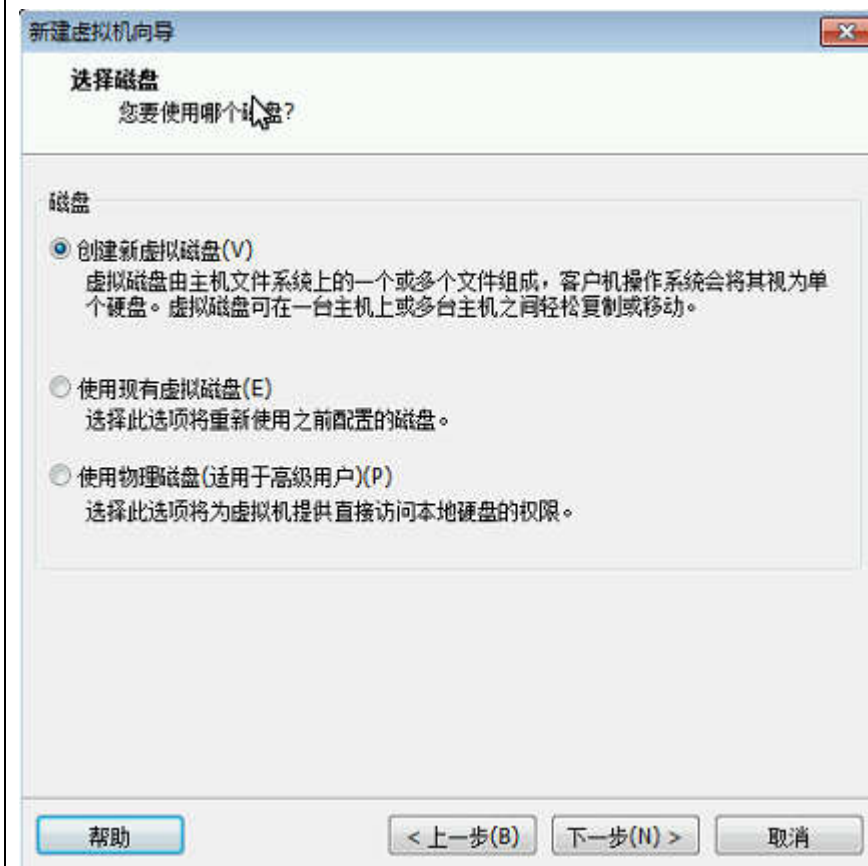 新建虚拟机向导
选择磁盘
您要使用哪个磁盘?
磁盘
创建新虚拟磁盘(V)
虚拟磁盘由主机文件系统上的一个或多个文件组成，客户机操作系统会将其视为单
个硬盘。虚拟磁盘可在一台主机上或多台主机之间轻松复制或移动。
使用现有虚拟磁盘(E)
选择此选项将重新使用之前配置的磁盘。
使用物理磁盘(适用于高级用户)(P)
选择此选项将为虚拟机提供直接访问本地硬盘的权限。
帮助 < 上一步(B) 下一步(N) > 取消